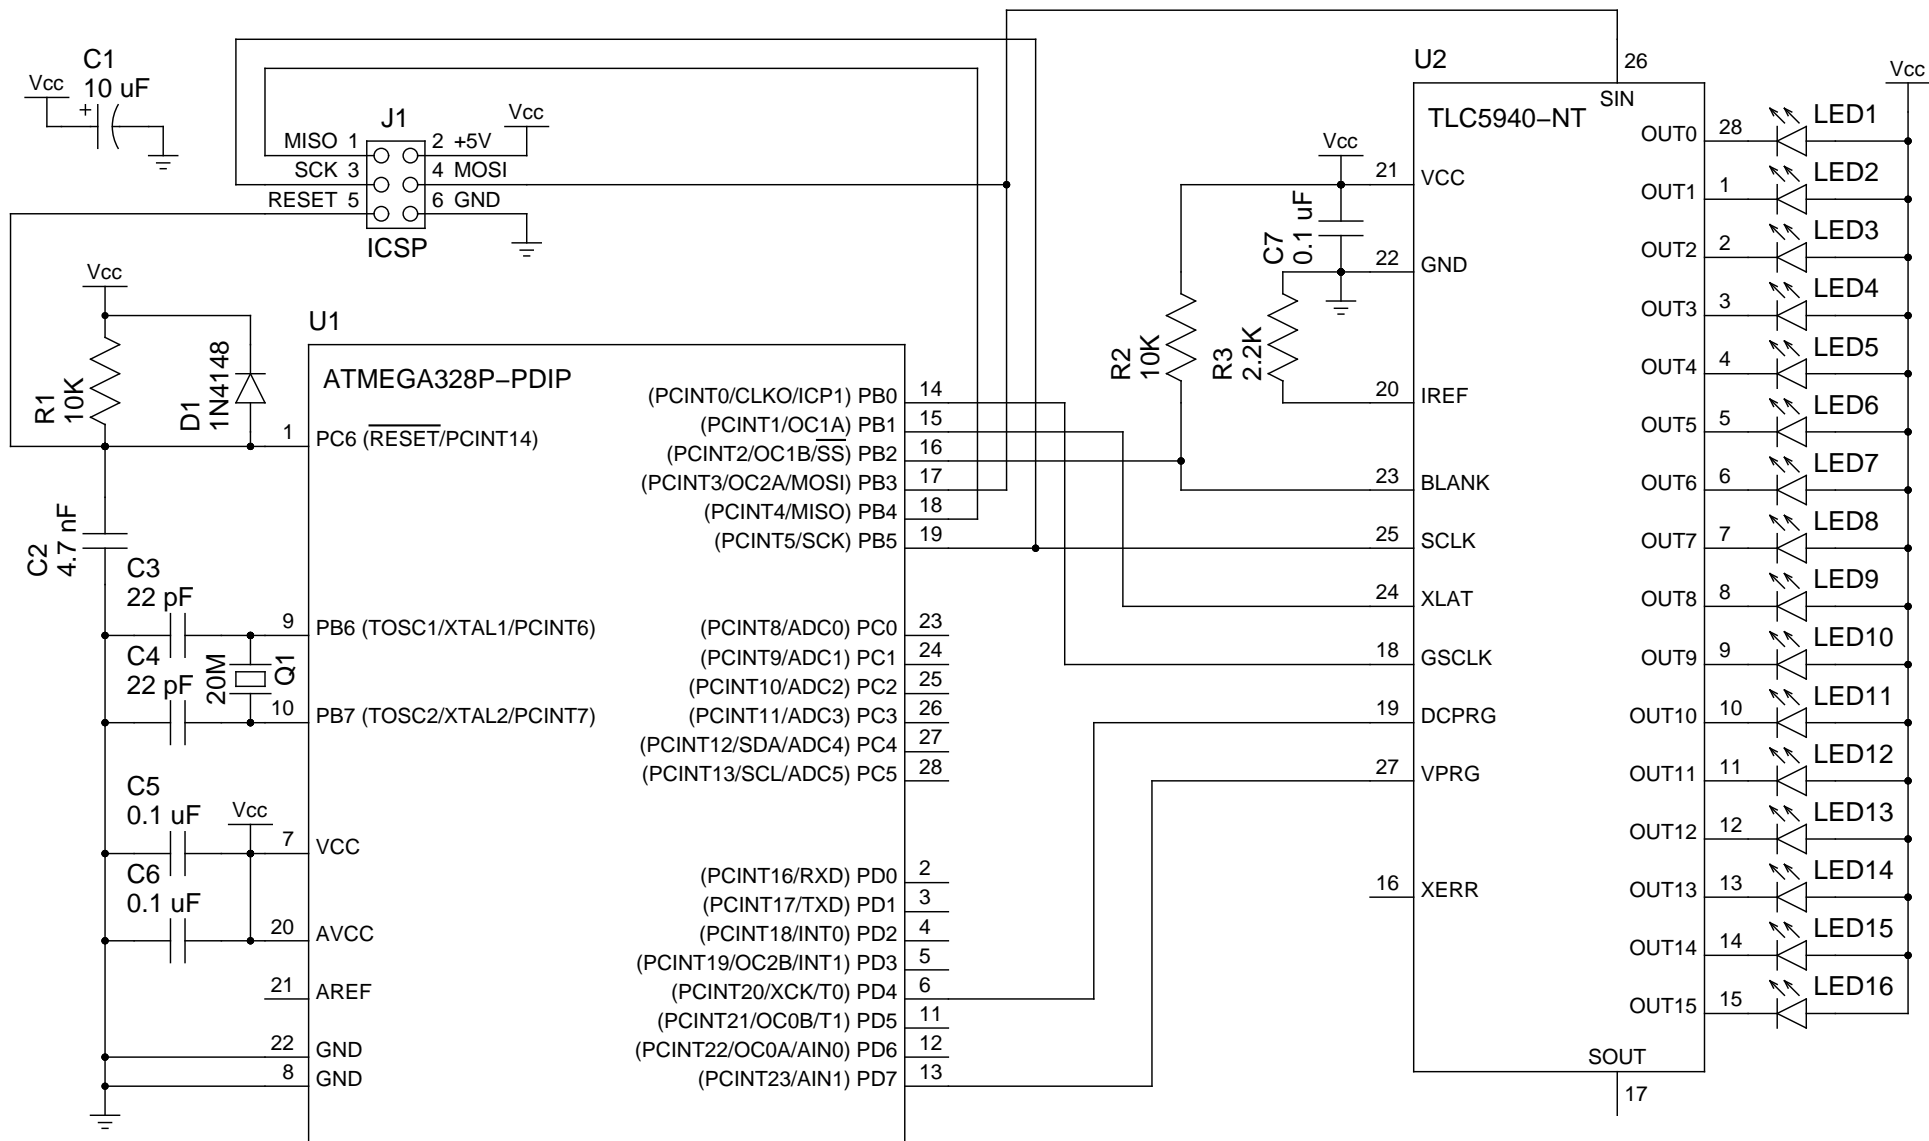 C1
10 uF
Vcc
+
J1
MISO 1
2 +5V
Vcc
SCK 3
4 MOSI
RESET 5
6 GND
ICSP
Vcc
R1
10K
D1
1N4148
C2
4.7 nF
C3
22 pF
C4
22 pF
20M
Q1
C5
0.1 uF
Vcc
C6
0.1 uF
U1
ATMEGA328P–PDIP
1 PC6 (RESET/PCINT14)
9 PB6 (TOSC1/XTAL1/PCINT6)
10 PB7 (TOSC2/XTAL2/PCINT7)
7 VCC
20 AVCC
21 AREF
22 GND
8 GND
(PCINT0/CLKO/ICP1) PB0 14
(PCINT1/OC1A) PB1 15
(PCINT2/OC1B/SS) PB2 16
(PCINT3/OC2A/MOSI) PB3 17
(PCINT4/MISO) PB4 18
(PCINT5/SCK) PB5 19
(PCINT8/ADC0) PC0 23
(PCINT9/ADC1) PC1 24
(PCINT10/ADC2) PC2 25
(PCINT11/ADC3) PC3 26
(PCINT12/SDA/ADC4) PC4 27
(PCINT13/SCL/ADC5) PC5 28
(PCINT16/RXD) PD0 2
(PCINT17/TXD) PD1 3
(PCINT18/INT0) PD2 4
(PCINT19/OC2B/INT1) PD3 5
(PCINT20/XCK/T0) PD4 6
(PCINT21/OC0B/T1) PD5 11
(PCINT22/OC0A/AIN0) PD6 12
(PCINT23/AIN1) PD7 13
Vcc
C7
0.1 uF
R2
10K
R3
2.2K
U2
TLC5940–NT
26
SIN
21 VCC
22 GND
20 IREF
23 BLANK
25 SCLK
24 XLAT
18 GSCLK
19 DCPRG
27 VPRG
16 XERR
SOUT
17
Vcc
OUT0 28 LED1
OUT1 1 LED2
OUT2 2 LED3
OUT3 3 LED4
OUT4 4 LED5
OUT5 5 LED6
OUT6 6 LED7
OUT7 7 LED8
OUT8 8 LED9
OUT9 9 LED10
OUT10 10 LED11
OUT11 11 LED12
OUT12 12 LED13
OUT13 13 LED14
OUT14 14 LED15
OUT15 15 LED16